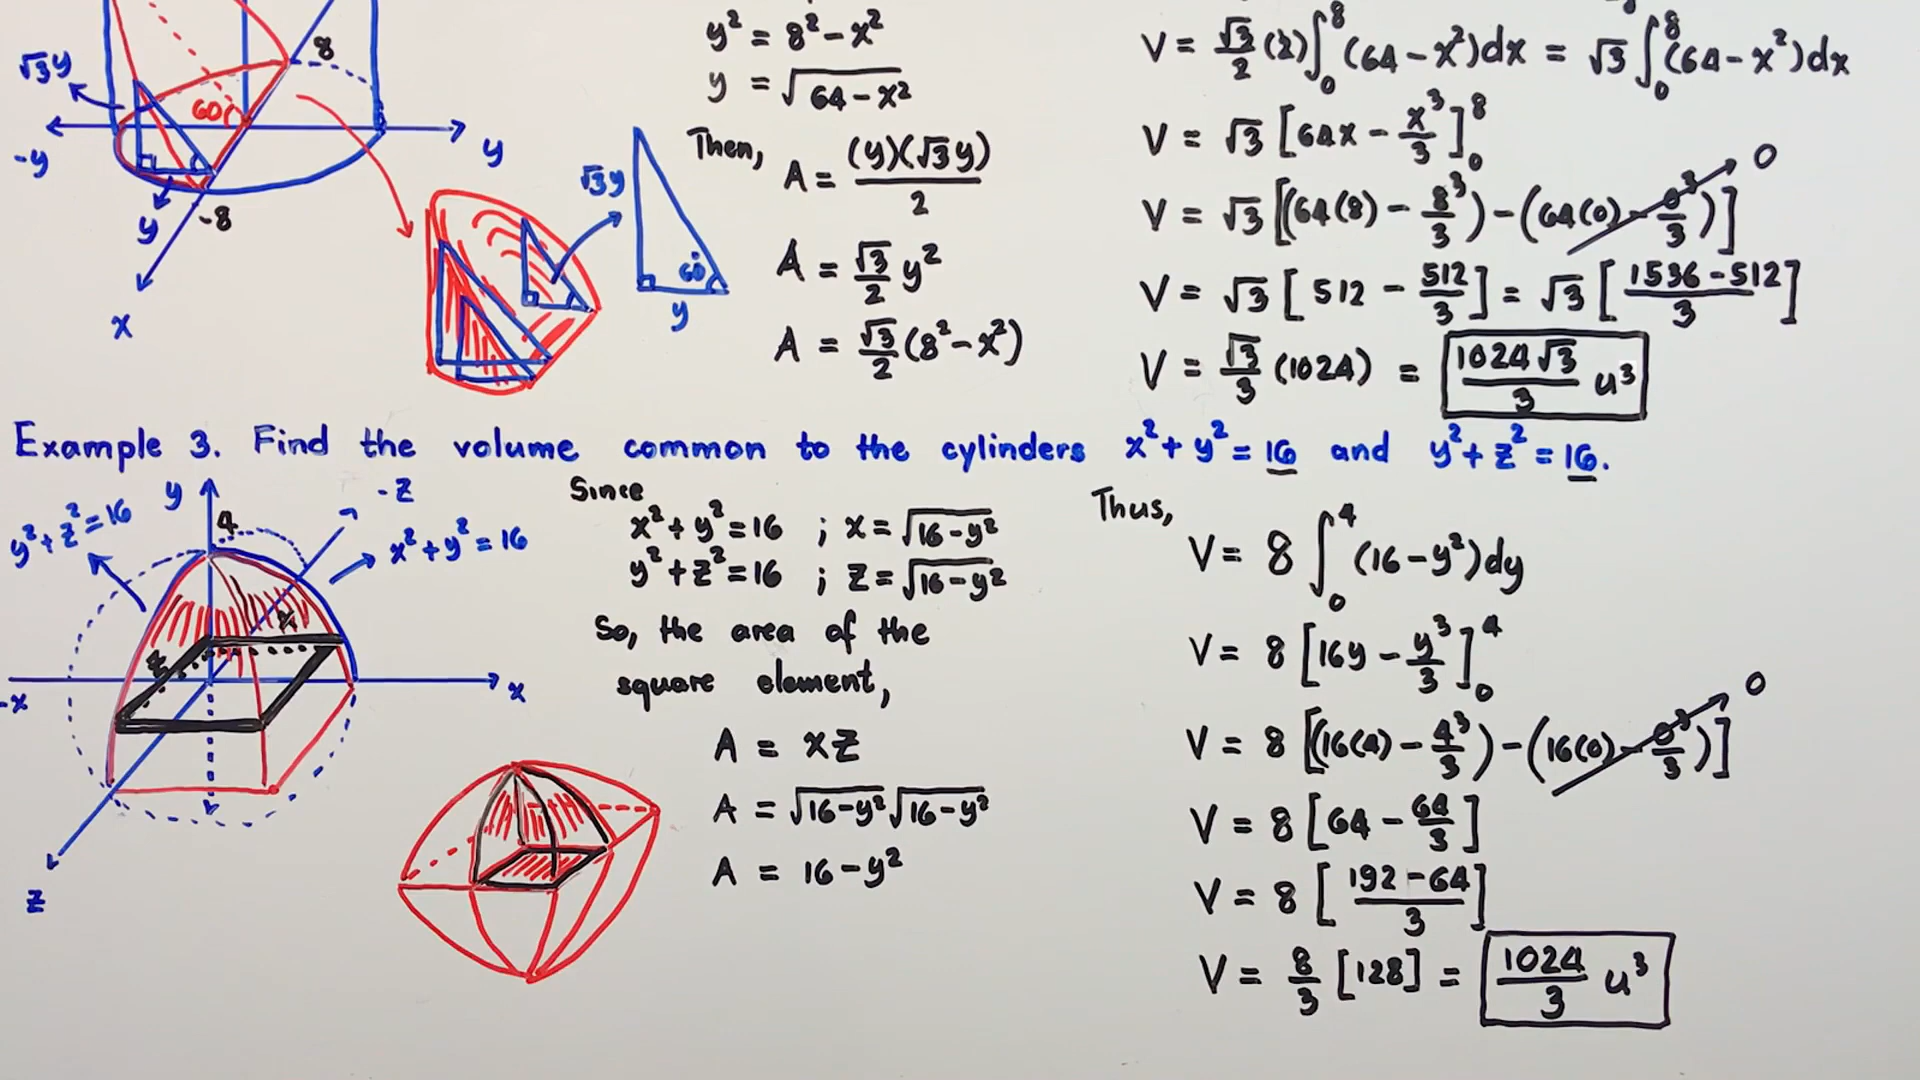 √3y
8
60°
-y
y
y
-8
x
√3y
60°
y
y² = 8² - x²
y = √64 - x²
Then,
A = (y)(√3y)/2
A = √3/2 y²
A = √3/2 (8² - x²)
V = √3/2 (2) ∫₀⁸ (64 - x²)dx = √3 ∫₀⁸ (64 - x²)dx
V = √3 [64x - x³/3]₀⁸
V = √3 [(64(8) - 8³/3) - (64(0) - 0³/3)] 0
V = √3 [512 - 512/3] = √3 [1536 - 512/3]
V = √3/3 (1024) = 1024√3/3 u³
Example 3. Find the volume common to the cylinders x² + y² = 16 and y² + z² = 16.
y
-z
4
y² + z² = 16
x² + y² = 16
x
z
-x
x
z
Since
x² + y² = 16 ; x = √16 - y²
y² + z² = 16 ; z = √16 - y²
So, the area of the
square element,
A = xz
A = √16 - y² √16 - y²
A = 16 - y²
Thus,
V = 8 ∫₀⁴ (16 - y²)dy
V = 8 [16y - y³/3]₀⁴
V = 8 [(16(4) - 4³/3) - (16(0) - 0³/3)] 0
V = 8 [64 - 64/3]
V = 8 [192 - 64/3]
V = 8/3 [128] = 1024/3 u³